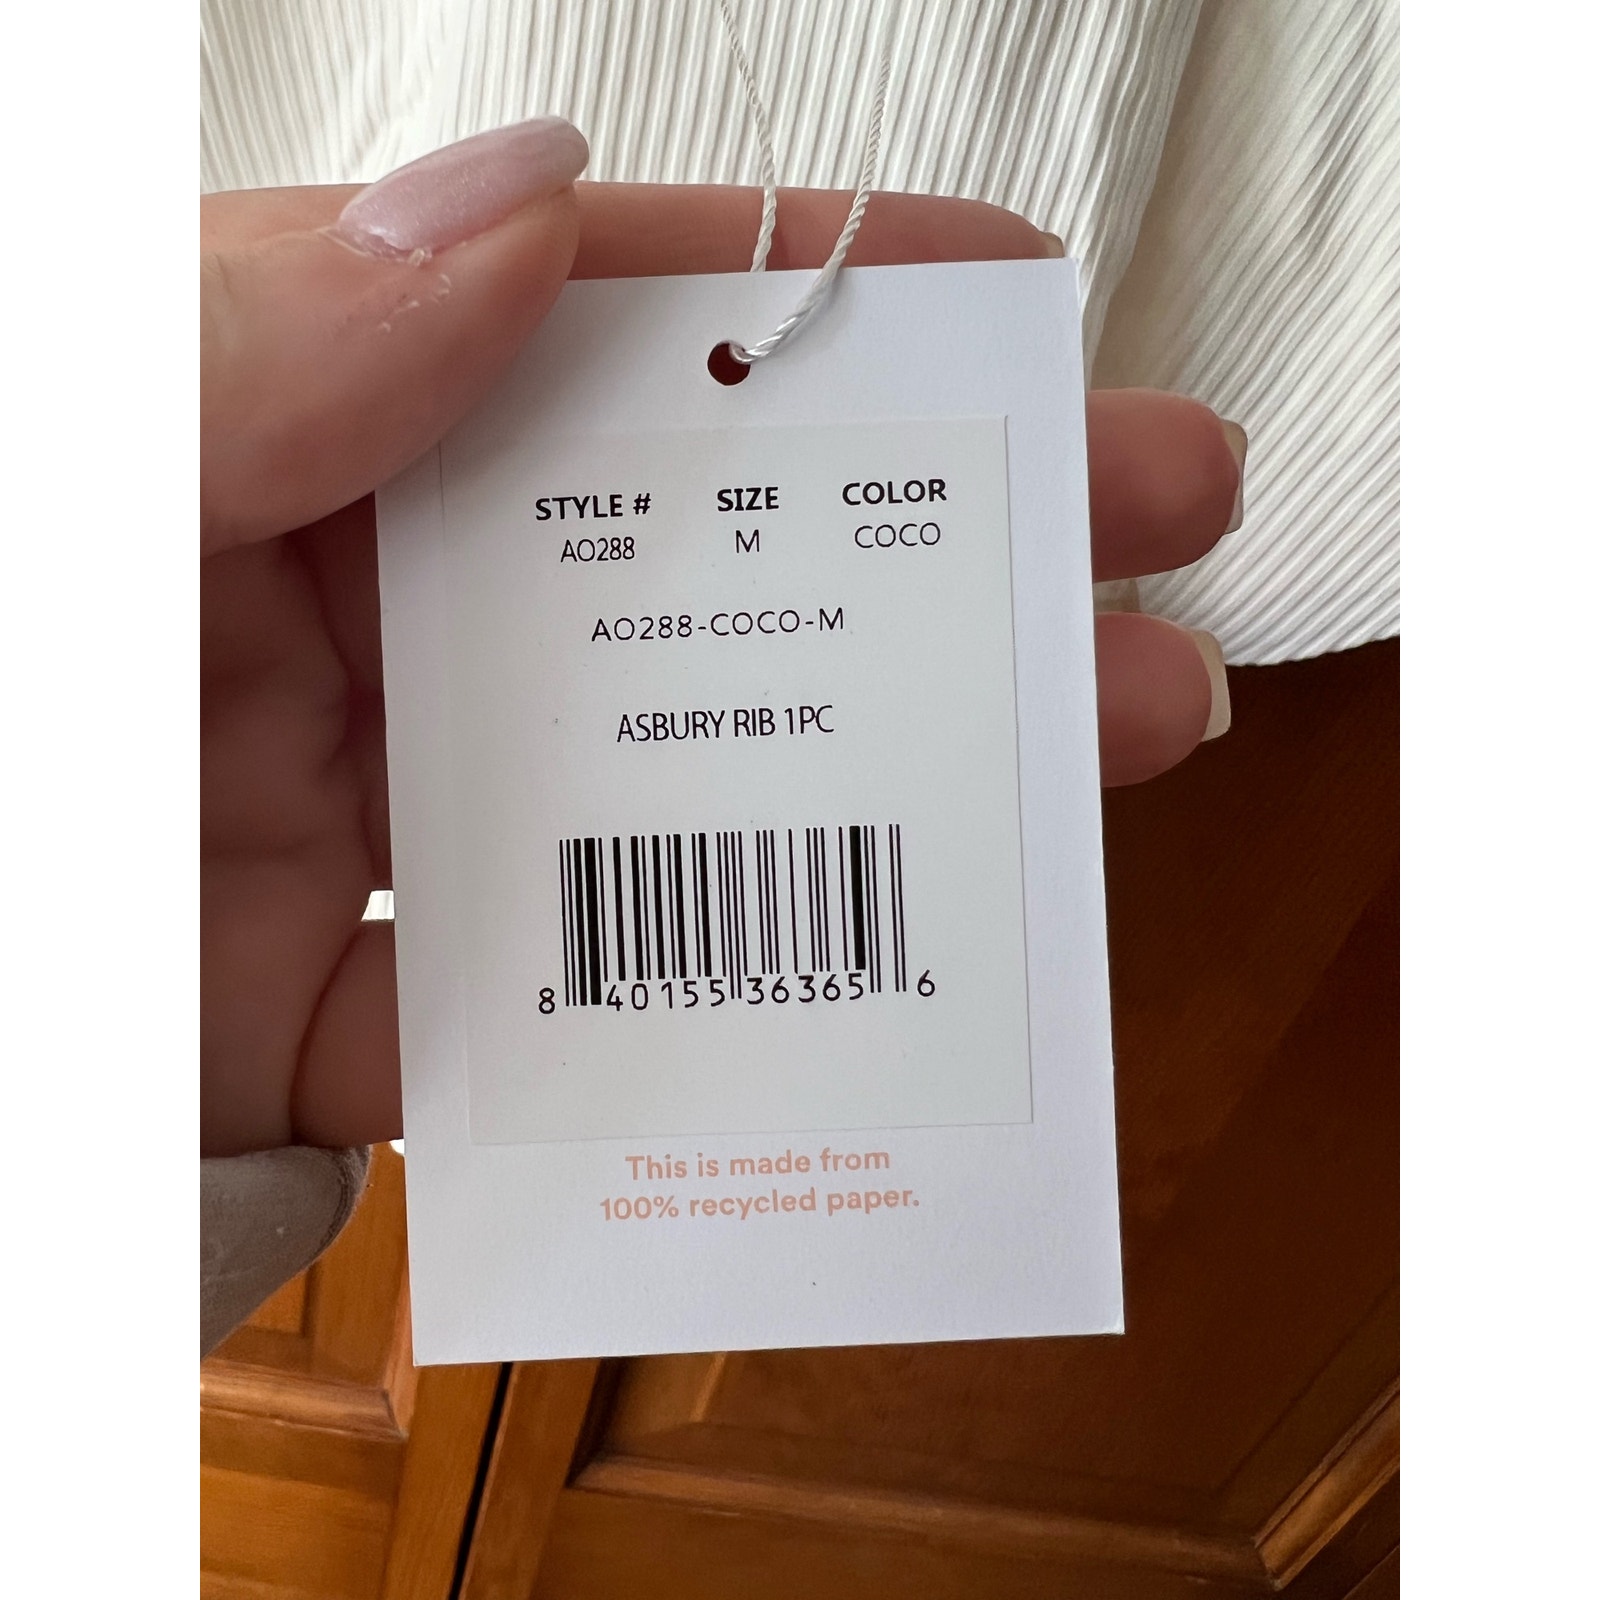 STYLE # SIZE COLOR
AO288 M COCO
AO288-COCO-M
ASBURY RIB 1PC
8 40155 36365 6
This is made from
100% recycled paper.